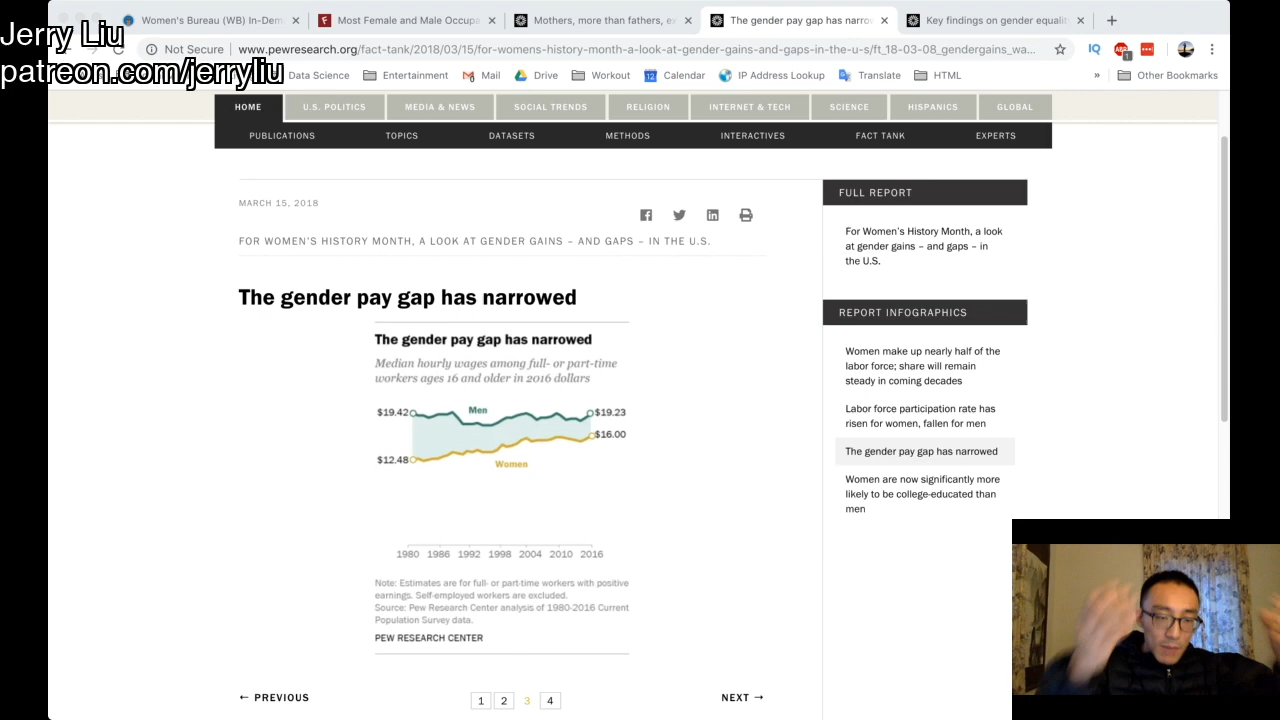 Jerry Liu
patreon.com/jerryliu
Women's Bureau (WB) In-Dem
Most Female and Male Occupa
Mothers, more than fathers, ex
The gender pay gap has narrow
Key findings on gender equalit
Not Secure
www.pewresearch.org/fact-tank/2018/03/15/for-womens-history-month-a-look-at-gender-gains-and-gaps-in-the-u-s/ft_18-03-08_gendergains_wa...
IQ
ABP
1
Data Science
Entertainment
Mail
Drive
Workout
12
Calendar
IP Address Lookup
Translate
HTML
»
Other Bookmarks
HOME
U.S. POLITICS
MEDIA & NEWS
SOCIAL TRENDS
RELIGION
INTERNET & TECH
SCIENCE
HISPANICS
GLOBAL
PUBLICATIONS
TOPICS
DATASETS
METHODS
INTERACTIVES
FACT TANK
EXPERTS
MARCH 15, 2018
FOR WOMEN'S HISTORY MONTH, A LOOK AT GENDER GAINS – AND GAPS – IN THE U.S.
The gender pay gap has narrowed
The gender pay gap has narrowed
Median hourly wages among full- or part-time
workers ages 16 and older in 2016 dollars
$19.42
Men
$19.23
$16.00
$12.48
Women
1980 1986 1992 1998 2004 2010 2016
Note: Estimates are for full- or part-time workers with positive
earnings. Self-employed workers are excluded.
Source: Pew Research Center analysis of 1980-2016 Current
Population Survey data.
PEW RESEARCH CENTER
← PREVIOUS
1 2 3 4
NEXT →
FULL REPORT
For Women's History Month, a look
at gender gains – and gaps – in
the U.S.
REPORT INFOGRAPHICS
Women make up nearly half of the
labor force; share will remain
steady in coming decades
Labor force participation rate has
risen for women, fallen for men
The gender pay gap has narrowed
Women are now significantly more
likely to be college-educated than
men